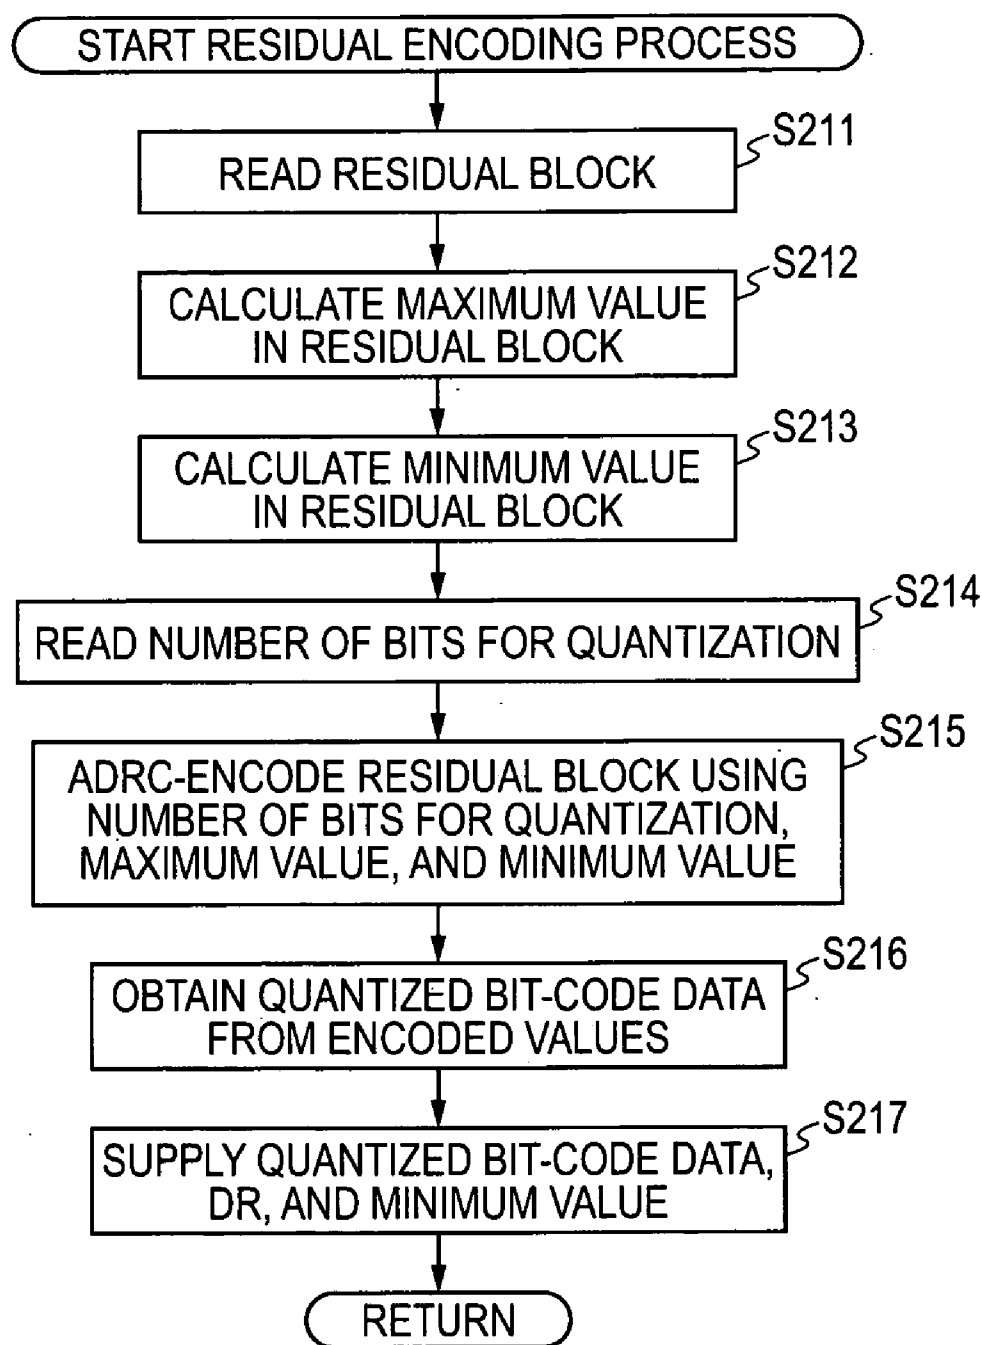 START RESIDUAL ENCODING PROCESS
S211
READ RESIDUAL BLOCK
S212
CALCULATE MAXIMUM VALUE
IN RESIDUAL BLOCK
S213
CALCULATE MINIMUM VALUE
IN RESIDUAL BLOCK
S214
READ NUMBER OF BITS FOR QUANTIZATION
S215
ADRC-ENCODE RESIDUAL BLOCK USING
NUMBER OF BITS FOR QUANTIZATION,
MAXIMUM VALUE, AND MINIMUM VALUE
S216
OBTAIN QUANTIZED BIT-CODE DATA
FROM ENCODED VALUES
S217
SUPPLY QUANTIZED BIT-CODE DATA,
DR, AND MINIMUM VALUE
RETURN